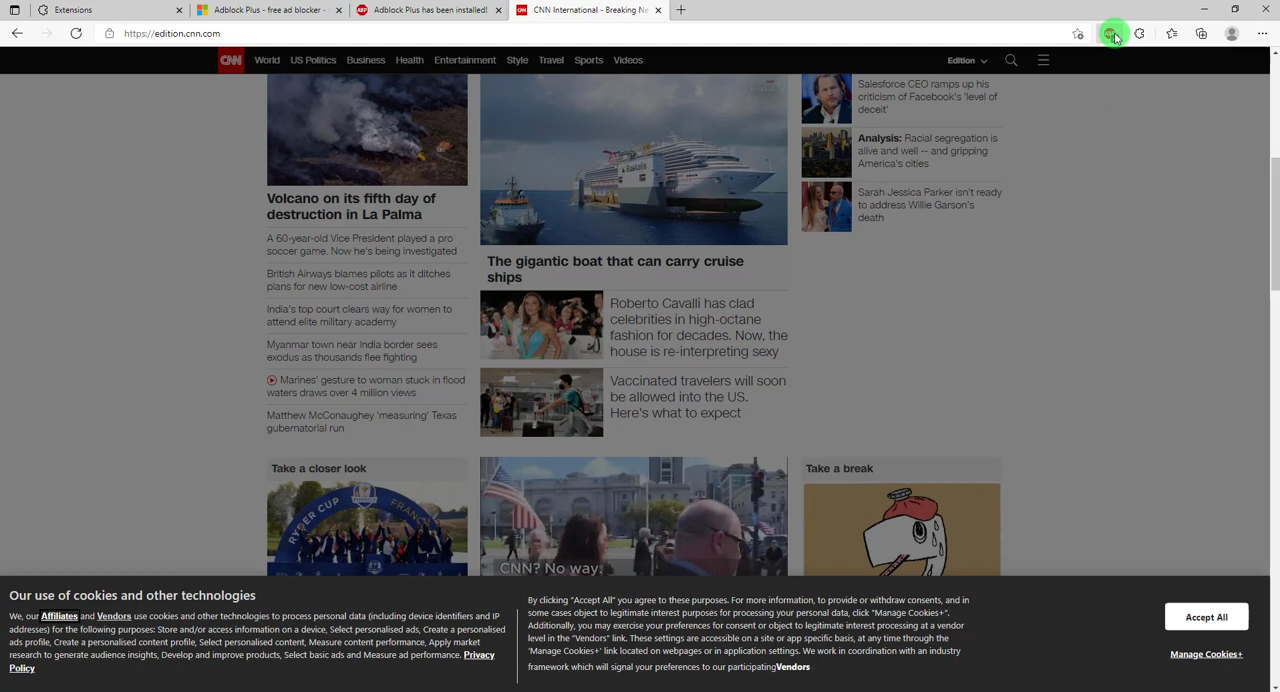 Extensions
Adblock Plus - free ad blocker -
ABP
Adblock Plus has been installed!
CNN
CNN International - Breaking Ne
https://edition.cnn.com
CNN
World
US Politics
Business
Health
Entertainment
Style
Travel
Sports
Videos
Edition
Volcano on its fifth day of
destruction in La Palma
A 60-year-old Vice President played a pro
soccer game. Now he's being investigated
British Airways blames pilots as it ditches
plans for new low-cost airline
India's top court clears way for women to
attend elite military academy
Myanmar town near India border sees
exodus as thousands flee fighting
Marines' gesture to woman stuck in flood
waters draws over 4 million views
Matthew McConaughey 'measuring' Texas
gubernatorial run
The gigantic boat that can carry cruise
ships
Roberto Cavalli has clad
celebrities in high-octane
fashion for decades. Now, the
house is re-interpreting sexy
Vaccinated travelers will soon
be allowed into the US.
Here's what to expect
Salesforce CEO ramps up his
criticism of Facebook's 'level of
deceit'
Analysis: Racial segregation is
alive and well -- and gripping
America's cities
Sarah Jessica Parker isn't ready
to address Willie Garson's
death
Take a closer look
RYDER CUP
FRANCE
CNN? No way.
Take a break
Our use of cookies and other technologies
We, our Affiliates and Vendors use cookies and other technologies to process personal data (including device identifiers and IP
addresses) for the following purposes: Store and/or access information on a device, Select personalised ads, Create a personalised
ads profile, Select personalised content, Create a personalised content profile, Measure content performance, Apply market
research to generate audience insights, Develop and improve products, Select basic ads and Measure ad performance. Privacy
Policy
By clicking "Accept All" you agree to these purposes. For more information, to provide or withdraw consents, and in
some cases object to legitimate interest purposes for processing your personal data, click "Manage Cookies+".
Additionally, you may exercise your preferences for consent or object to legitimate interest processing at a vendor
level in the "Vendors" link. These settings are accessible on a site or app specific basis, at any time through the
'Manage Cookies+' link located on webpages or in application settings. We work in coordination with an industry
framework which will signal your preferences to our participatingVendors
Accept All
Manage Cookies+